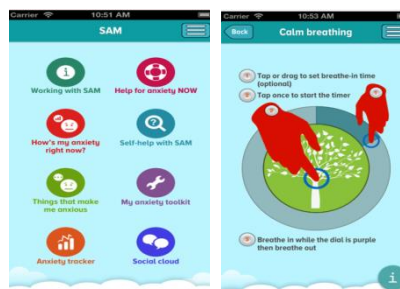 Carrier 10:51 AM
SAM
Working with SAM
Help for anxiety NOW
How's my anxiety
right now?
Self-help with SAM
Things that make
me anxious
My anxiety toolkit
Anxiety tracker
Social cloud
Carrier 10:53 AM
Back
Calm breathing
Tap or drag to set breathe-in time
(optional)
Tap once to start the timer
Breathe in while the dial is purple
then breathe out
i